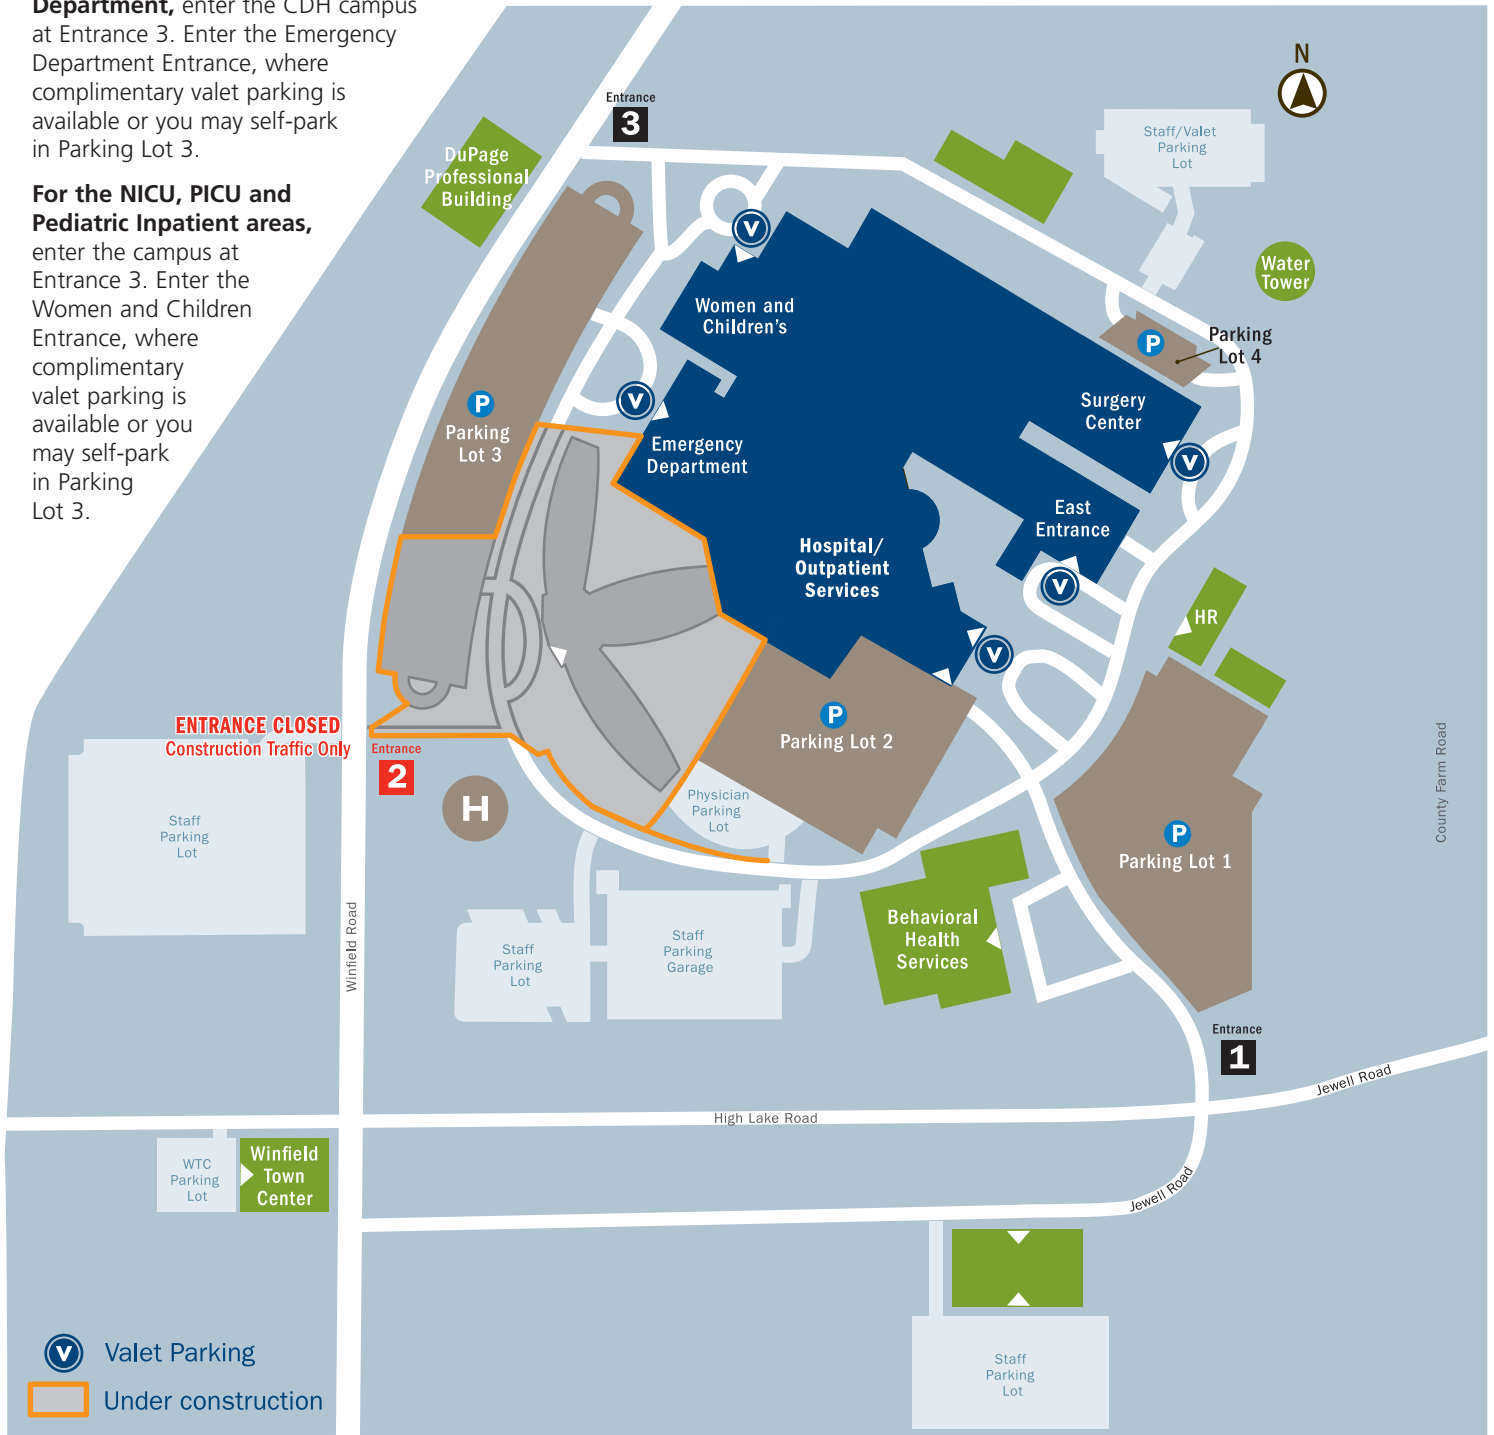 Department, enter the CDH campus
at Entrance 3. Enter the Emergency
Department Entrance, where
complimentary valet parking is
available or you may self-park
in Parking Lot 3.
For the NICU, PICU and
Pediatric Inpatient areas,
enter the campus at
Entrance 3. Enter the
Women and Children
Entrance, where
complimentary
valet parking is
available or you
may self-park
in Parking
Lot 3.
N
Entrance
3
DuPage
Professional
Building
Staff/Valet
Parking
Lot
V
Water
Tower
Women and
Children's
P
Parking
Lot 4
P
Parking
Lot 3
V
Emergency
Department
Surgery
Center
V
East
Entrance
V
Hospital/
Outpatient
Services
V
HR
P
Parking Lot 2
ENTRANCE CLOSED
Construction Traffic Only
Entrance
2
H
Physician
Parking
Lot
Staff
Parking
Lot
P
Parking Lot 1
County Farm Road
Winfield Road
Staff
Parking
Lot
Staff
Parking
Garage
Behavioral
Health
Services
Entrance
1
Jewell Road
High Lake Road
WTC
Parking
Lot
Winfield
Town
Center
Jewell Road
Staff
Parking
Lot
V Valet Parking
Under construction